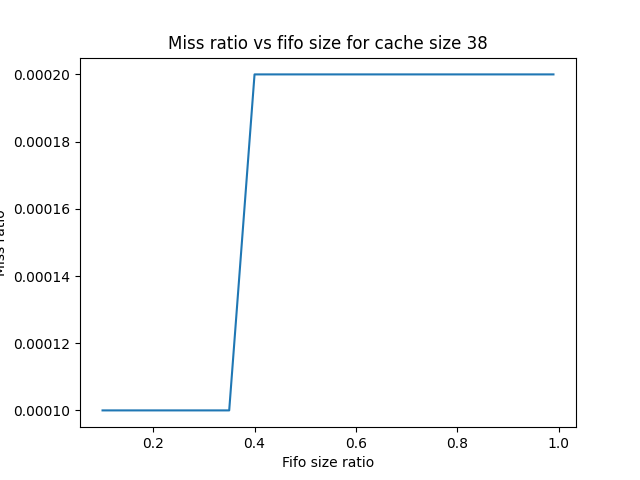 Miss ratio vs fifo size for cache size 38
0.00020
0.00018
0.00016
0.00014
0.00012
0.00010
Miss ratio
0.2 0.4 0.6 0.8 1.0
Fifo size ratio